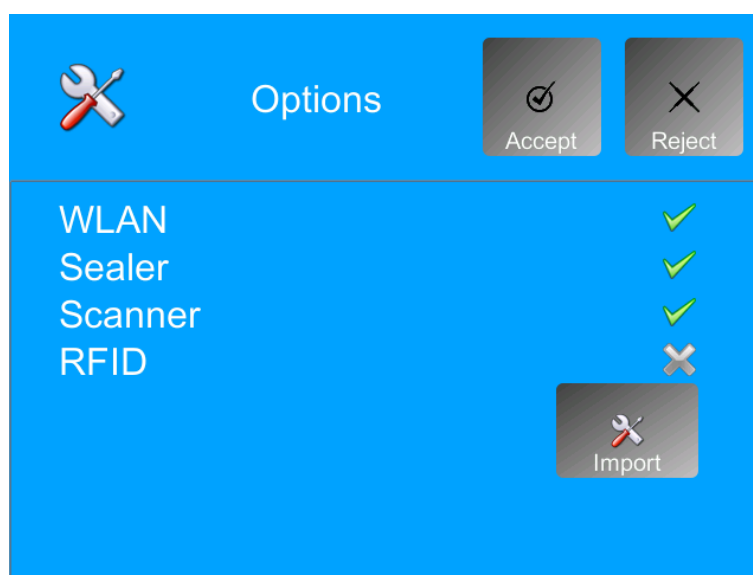 Options
Accept
Reject
WLAN
Sealer
Scanner
RFID
Import